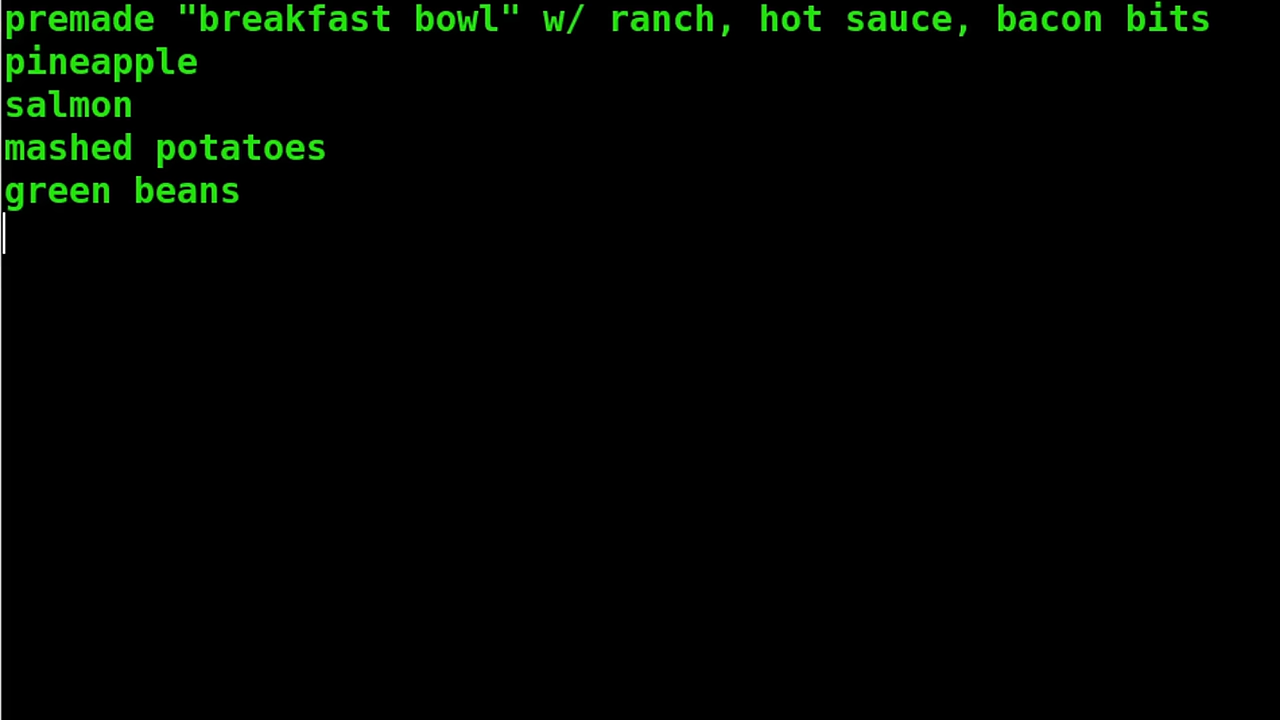 premade "breakfast bowl" w/ ranch, hot sauce, bacon bits
pineapple
salmon
mashed potatoes
green beans